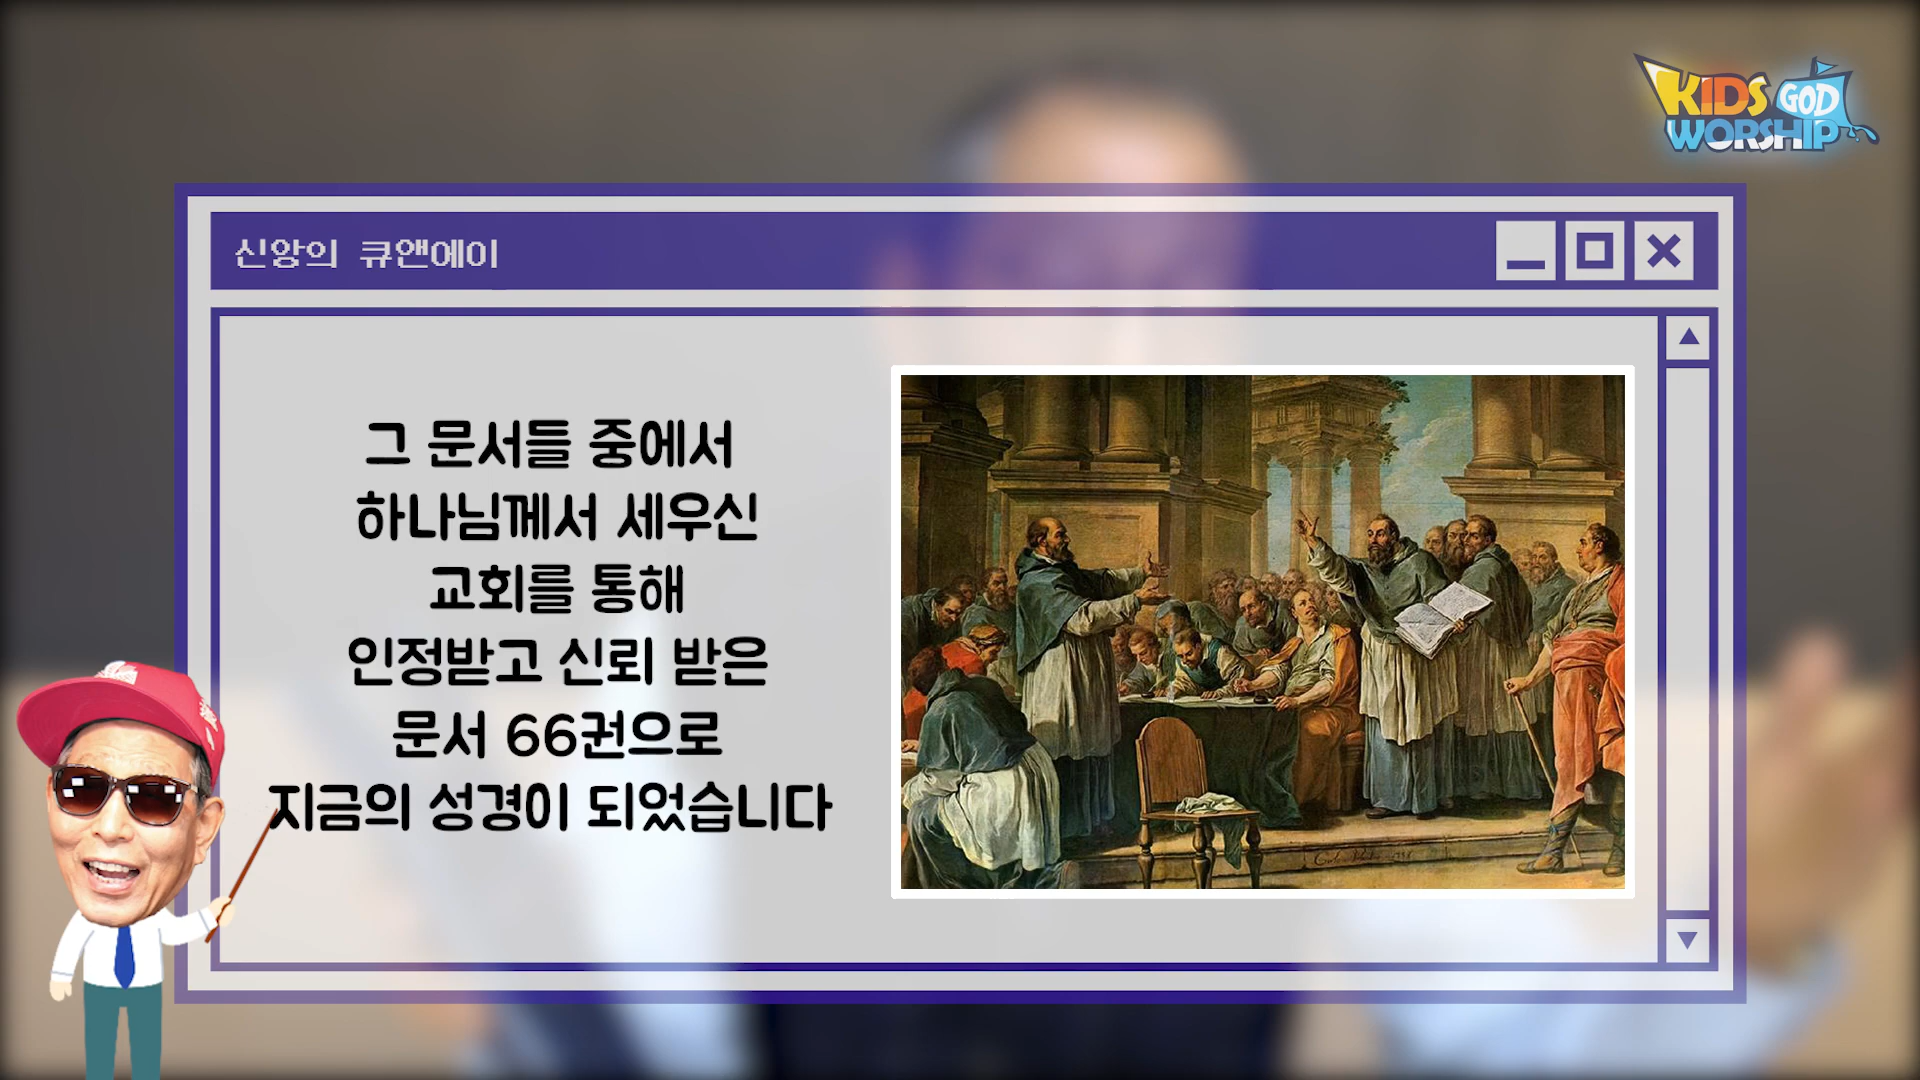 KIDS GOD
WORSHIP
신앙의 큐앤에이
그 문서들 중에서
하나님께서 세우신
교회를 통해
인정받고 신뢰 받은
문서 66권으로
지금의 성경이 되었습니다